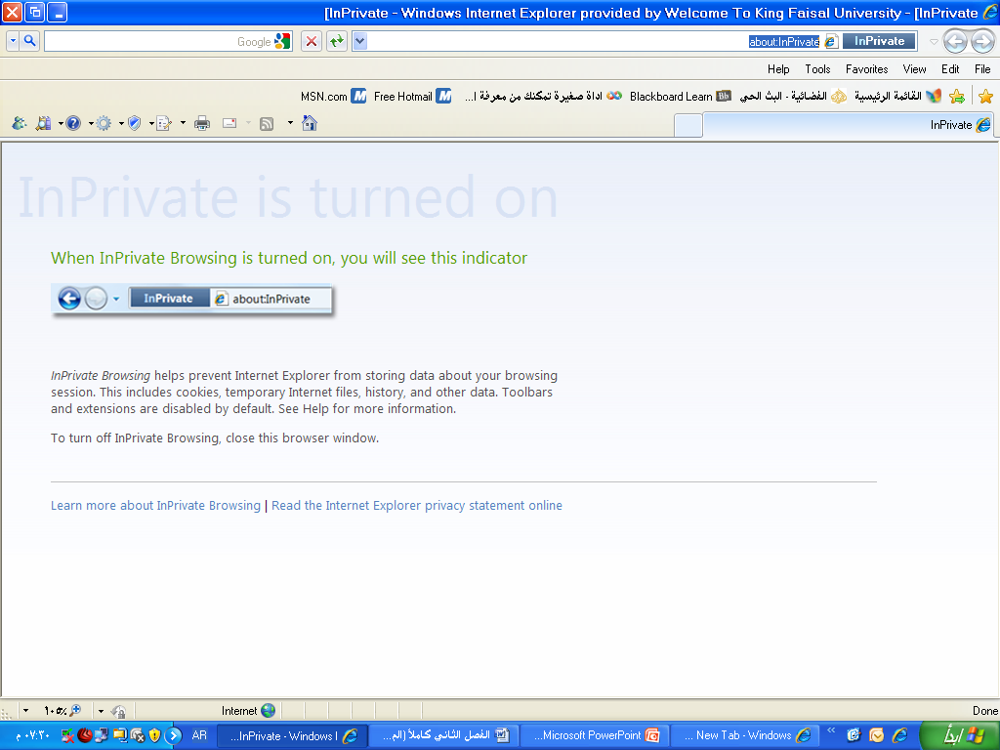 [InPrivate - Windows Internet Explorer provided by Welcome To King Faisal University - [InPrivate
Google
about:InPrivate
InPrivate
Help Tools Favorites View Edit File
MSN.com Free Hotmail اداة صغيرة تمكنك من معرفة ا... Blackboard Learn الفضائية - البث الحي القائمة الرئيسية
InPrivate
InPrivate is turned on
When InPrivate Browsing is turned on, you will see this indicator
InPrivate about:InPrivate
InPrivate Browsing helps prevent Internet Explorer from storing data about your browsing
session. This includes cookies, temporary Internet files, history, and other data. Toolbars
and extensions are disabled by default. See Help for more information.
To turn off InPrivate Browsing, close this browser window.
Learn more about InPrivate Browsing | Read the Internet Explorer privacy statement online
١٠٥% Internet Done
٠٧:٣٠ م AR ...InPrivate - Windows I الفصل الثاني كاملاً (الم... ...Microsoft PowerPoint ...New Tab - Windows ابدأ